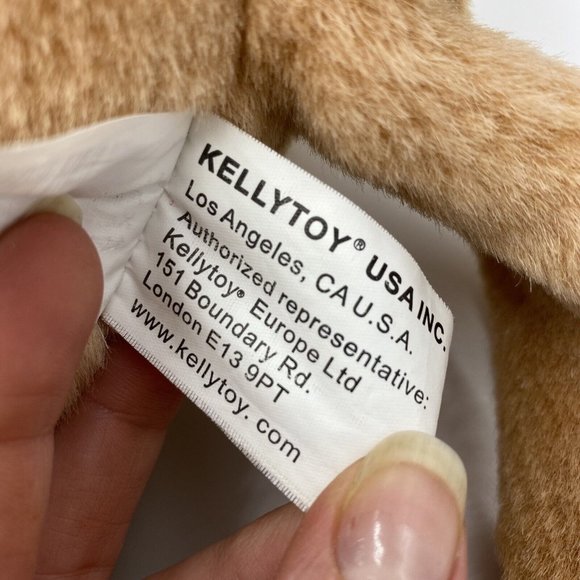 KELLYTOY® USA INC.
Los Angeles, CA U.S.A.
Authorized representative:
Kellytoy® Europe Ltd
151 Boundary Rd.
London E13 9PT
www.kellytoy.com